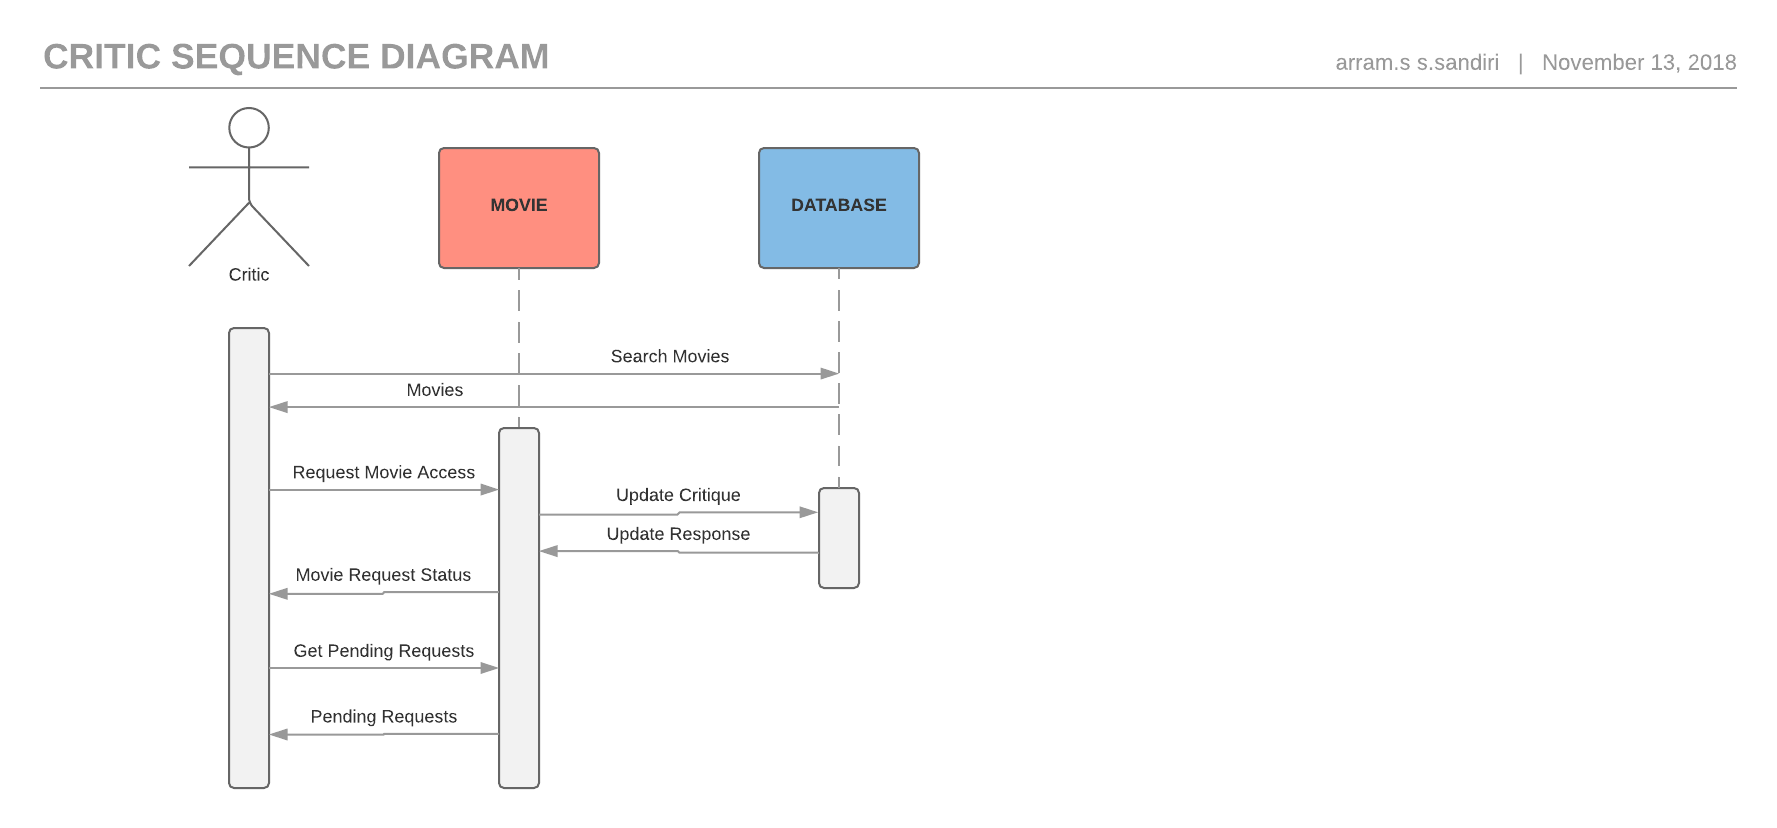 CRITIC SEQUENCE DIAGRAM
arram.s s.sandiri | November 13, 2018
MOVIE
DATABASE
Critic
Search Movies
Movies
Request Movie Access
Update Critique
Update Response
Movie Request Status
Get Pending Requests
Pending Requests